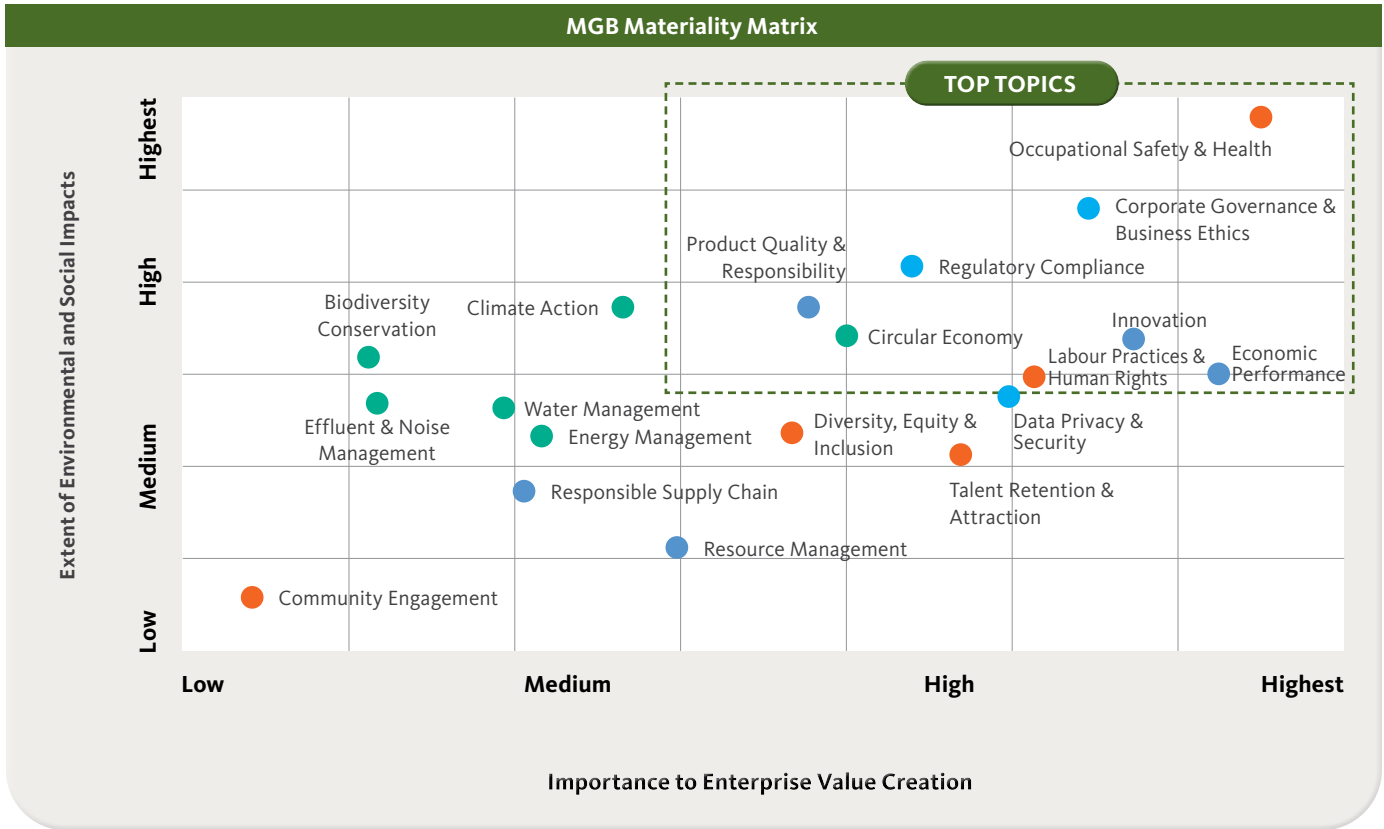 MGB Materiality Matrix
TOP TOPICS
Extent of Environmental and Social Impacts
Highest
High
Medium
Low
Occupational Safety & Health
Corporate Governance &
Business Ethics
Product Quality &
Responsibility
Regulatory Compliance
Biodiversity
Conservation
Climate Action
Circular Economy
Innovation
Labour Practices &
Human Rights
Economic
Performance
Effluent & Noise
Management
Water Management
Energy Management
Diversity, Equity &
Inclusion
Data Privacy &
Security
Responsible Supply Chain
Talent Retention &
Attraction
Resource Management
Community Engagement
Low
Medium
High
Highest
Importance to Enterprise Value Creation